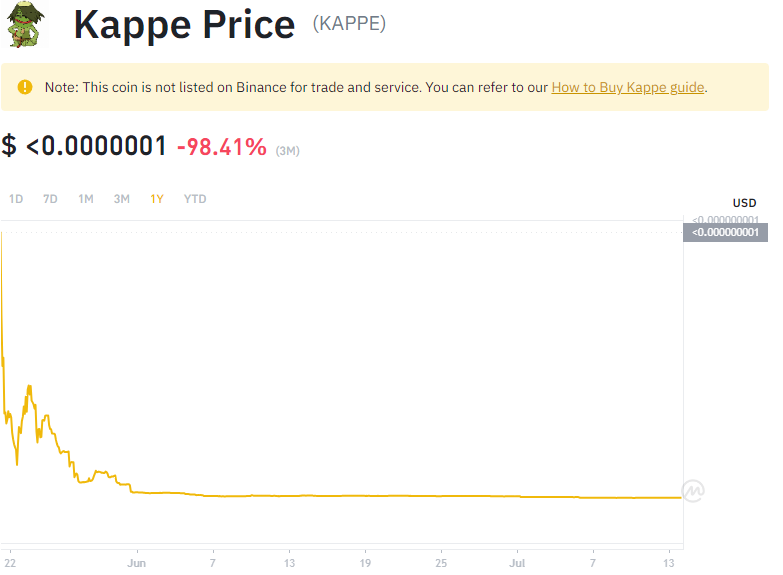 Kappe Price (KAPPE)
Note: This coin is not listed on Binance for trade and service. You can refer to our How to Buy Kappe guide.
$ <0.0000001 -98.41% (3M)
1D 7D 1M 3M 1Y YTD
USD
<0.000000001
<0.000000001
22 Jun 7 13 19 25 Jul 7 13